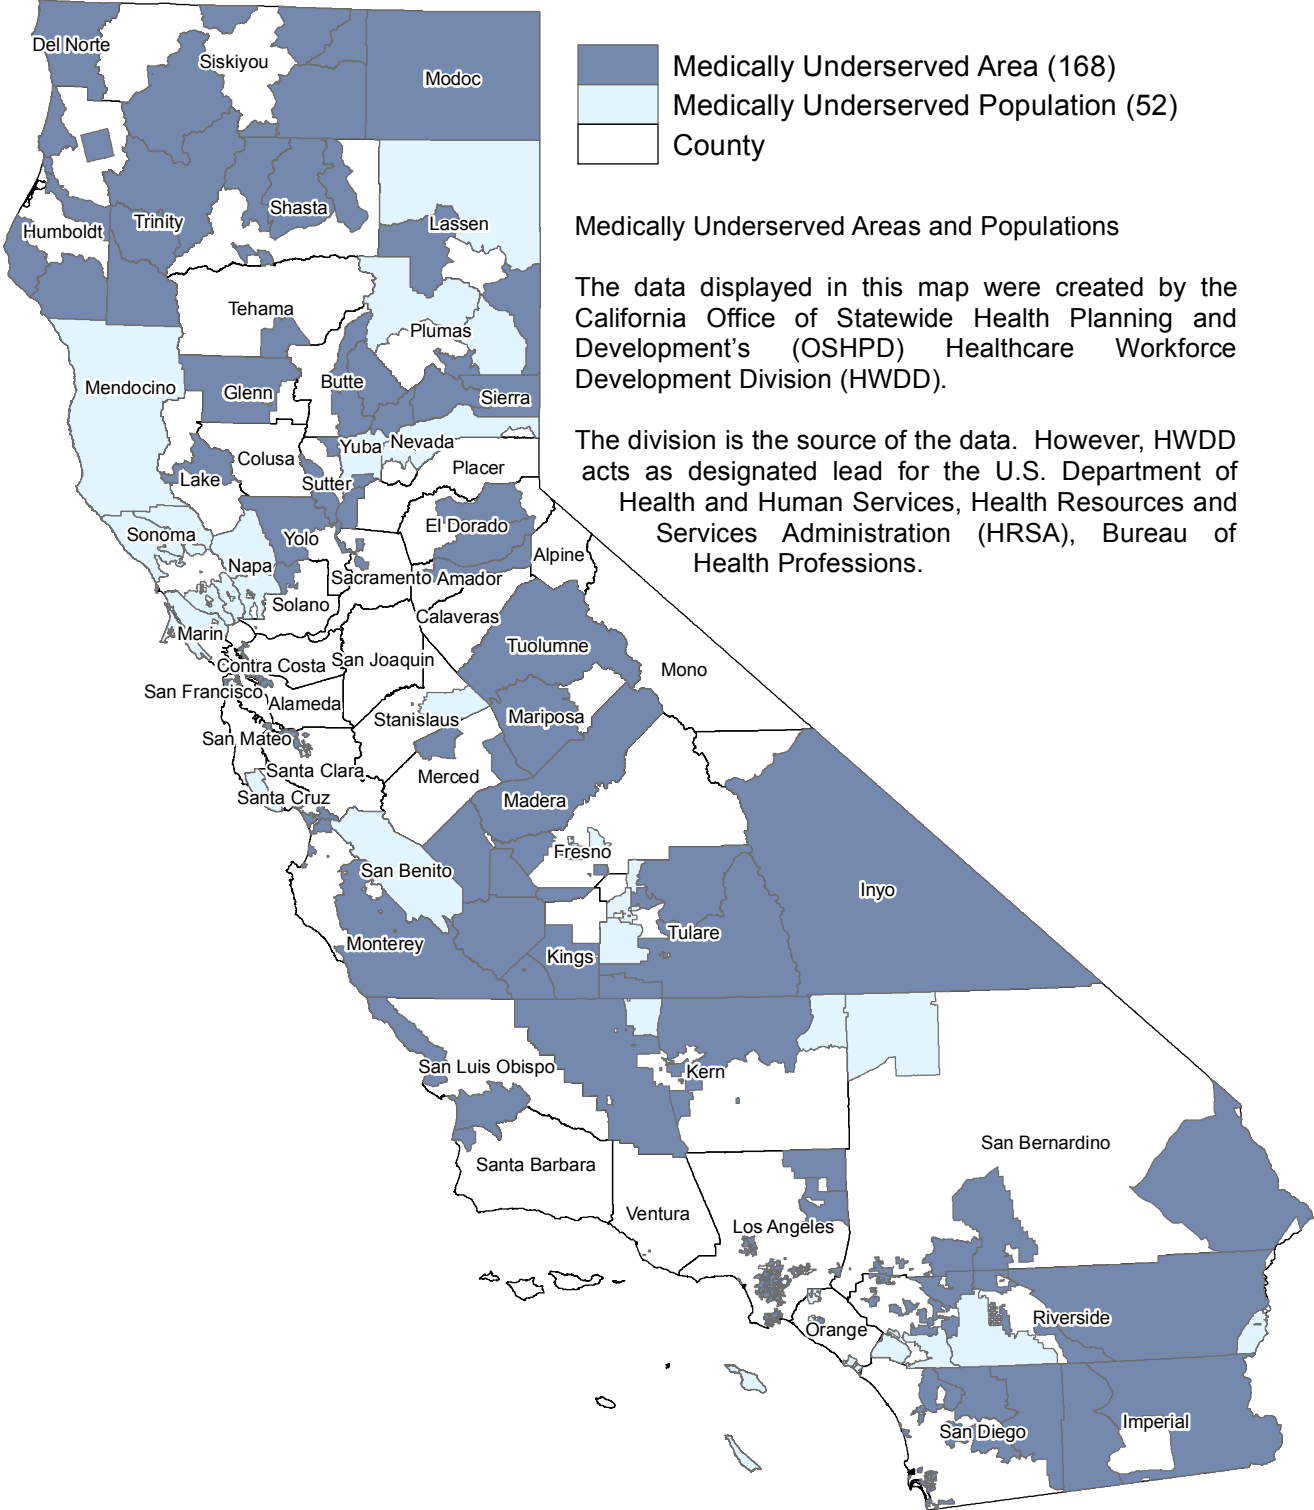 Medically Underserved Area (168)
Medically Underserved Population (52)
County
Medically Underserved Areas and Populations
The data displayed in this map were created by the
California Office of Statewide Health Planning and
Development's (OSHPD) Healthcare Workforce
Development Division (HWDD).
The division is the source of the data. However, HWDD
acts as designated lead for the U.S. Department of
Health and Human Services, Health Resources and
Services Administration (HRSA), Bureau of
Health Professions.
Del Norte
Siskiyou
Modoc
Shasta
Trinity
Lassen
Humboldt
Tehama
Plumas
Mendocino
Butte
Glenn
Sierra
Nevada
Yuba
Colusa
Placer
Lake
Sutter
El Dorado
Sonoma
Yolo
Alpine
Napa
Sacramento
Amador
Solano
Calaveras
Marin
Tuolumne
San Joaquin
Contra Costa
Mono
San Francisco
Alameda
Mariposa
Stanislaus
San Mateo
Santa Clara
Merced
Santa Cruz
Madera
Fresno
San Benito
Inyo
Tulare
Monterey
Kings
San Luis Obispo
Kern
San Bernardino
Santa Barbara
Ventura
Los Angeles
Riverside
Orange
Imperial
San Diego